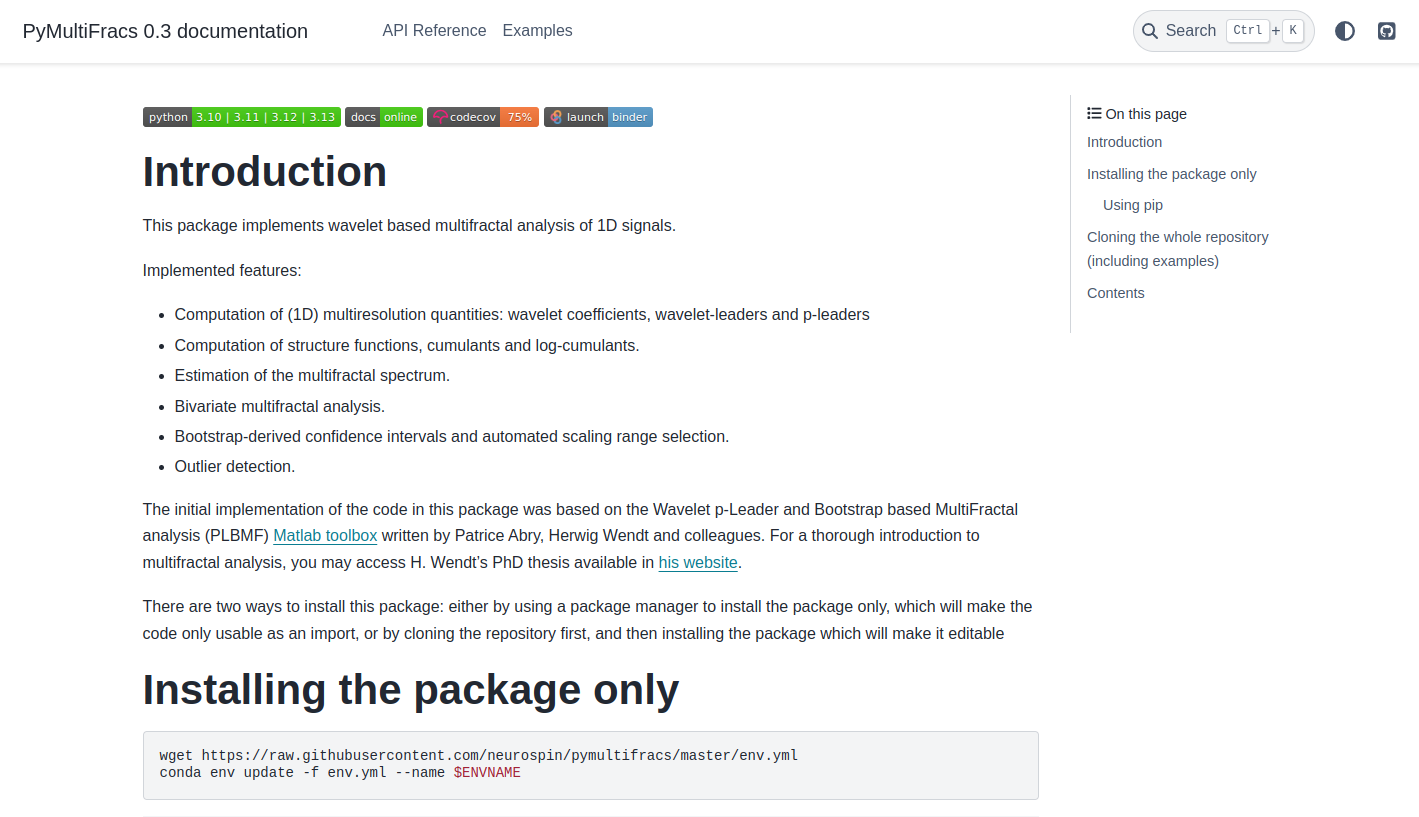 PyMultiFracs 0.3 documentation
API Reference
Examples
Search Ctrl + K
python 3.10 | 3.11 | 3.12 | 3.13 docs online codecov 75% launch binder
Introduction
This package implements wavelet based multifractal analysis of 1D signals.
Implemented features:
Computation of (1D) multiresolution quantities: wavelet coefficients, wavelet-leaders and p-leaders
Computation of structure functions, cumulants and log-cumulants.
Estimation of the multifractal spectrum.
Bivariate multifractal analysis.
Bootstrap-derived confidence intervals and automated scaling range selection.
Outlier detection.
The initial implementation of the code in this package was based on the Wavelet p-Leader and Bootstrap based MultiFractal
analysis (PLBMF) Matlab toolbox written by Patrice Abry, Herwig Wendt and colleagues. For a thorough introduction to
multifractal analysis, you may access H. Wendt’s PhD thesis available in his website.
There are two ways to install this package: either by using a package manager to install the package only, which will make the
code only usable as an import, or by cloning the repository first, and then installing the package which will make it editable
Installing the package only
wget https://raw.githubusercontent.com/neurospin/pymultifracs/master/env.yml
conda env update -f env.yml --name $ENVNAME
On this page
Introduction
Installing the package only
Using pip
Cloning the whole repository
(including examples)
Contents